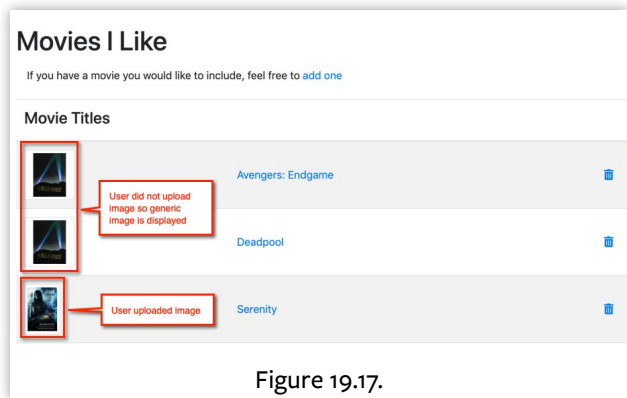 Movies I Like
If you have a movie you would like to include, feel free to add one
Movie Titles
Avengers: Endgame
User did not upload
image so generic
image is displayed
Deadpool
User uploaded image
Serenity
Figure 19.17.